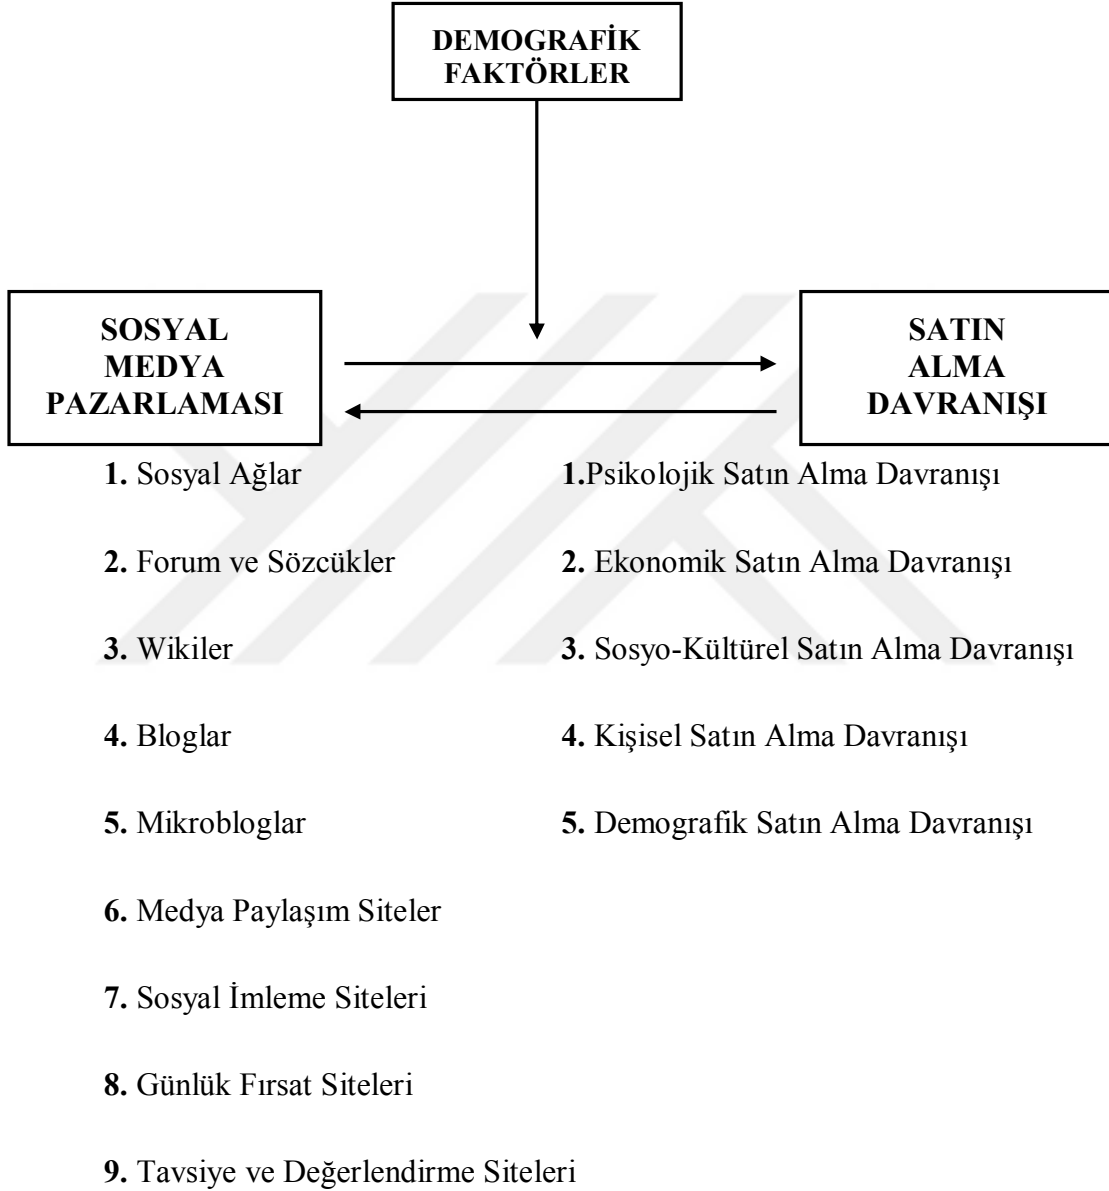 DEMOGRAFİK
FAKTÖRLER
SOSYAL
MEDYA
PAZARLAMASI
SATIN
ALMA
DAVRANIŞI
1. Sosyal Ağlar
2. Forum ve Sözcükler
3. Wikiler
4. Bloglar
5. Mikrobloglar
6. Medya Paylaşım Siteler
7. Sosyal İmleme Siteleri
8. Günlük Fırsat Siteleri
9. Tavsiye ve Değerlendirme Siteleri
1.Psikolojik Satın Alma Davranışı
2. Ekonomik Satın Alma Davranışı
3. Sosyo-Kültürel Satın Alma Davranışı
4. Kişisel Satın Alma Davranışı
5. Demografik Satın Alma Davranışı